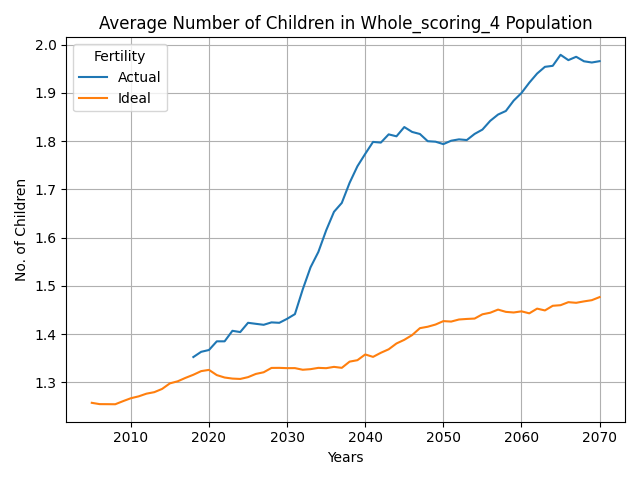 Average Number of Children in Whole_scoring_4 Population
Fertility
Actual
Ideal
No. of Children
2.0
1.9
1.8
1.7
1.6
1.5
1.4
1.3
2010 2020 2030 2040 2050 2060 2070
Years